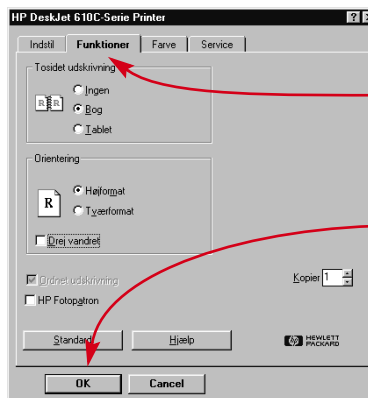 HP DeskJet 610C-Serie Printer
Indstil Funktioner Farve Service
Tosidet udskrivning
Ingen
Bog
Tablet
Orientering
R
Højformat
Tværformat
Drej vandret
Ordnet udskrivning
Kopier 1
HP Fotopatron
Standard Hjælp
hp HEWLETT
PACKARD
OK Cancel